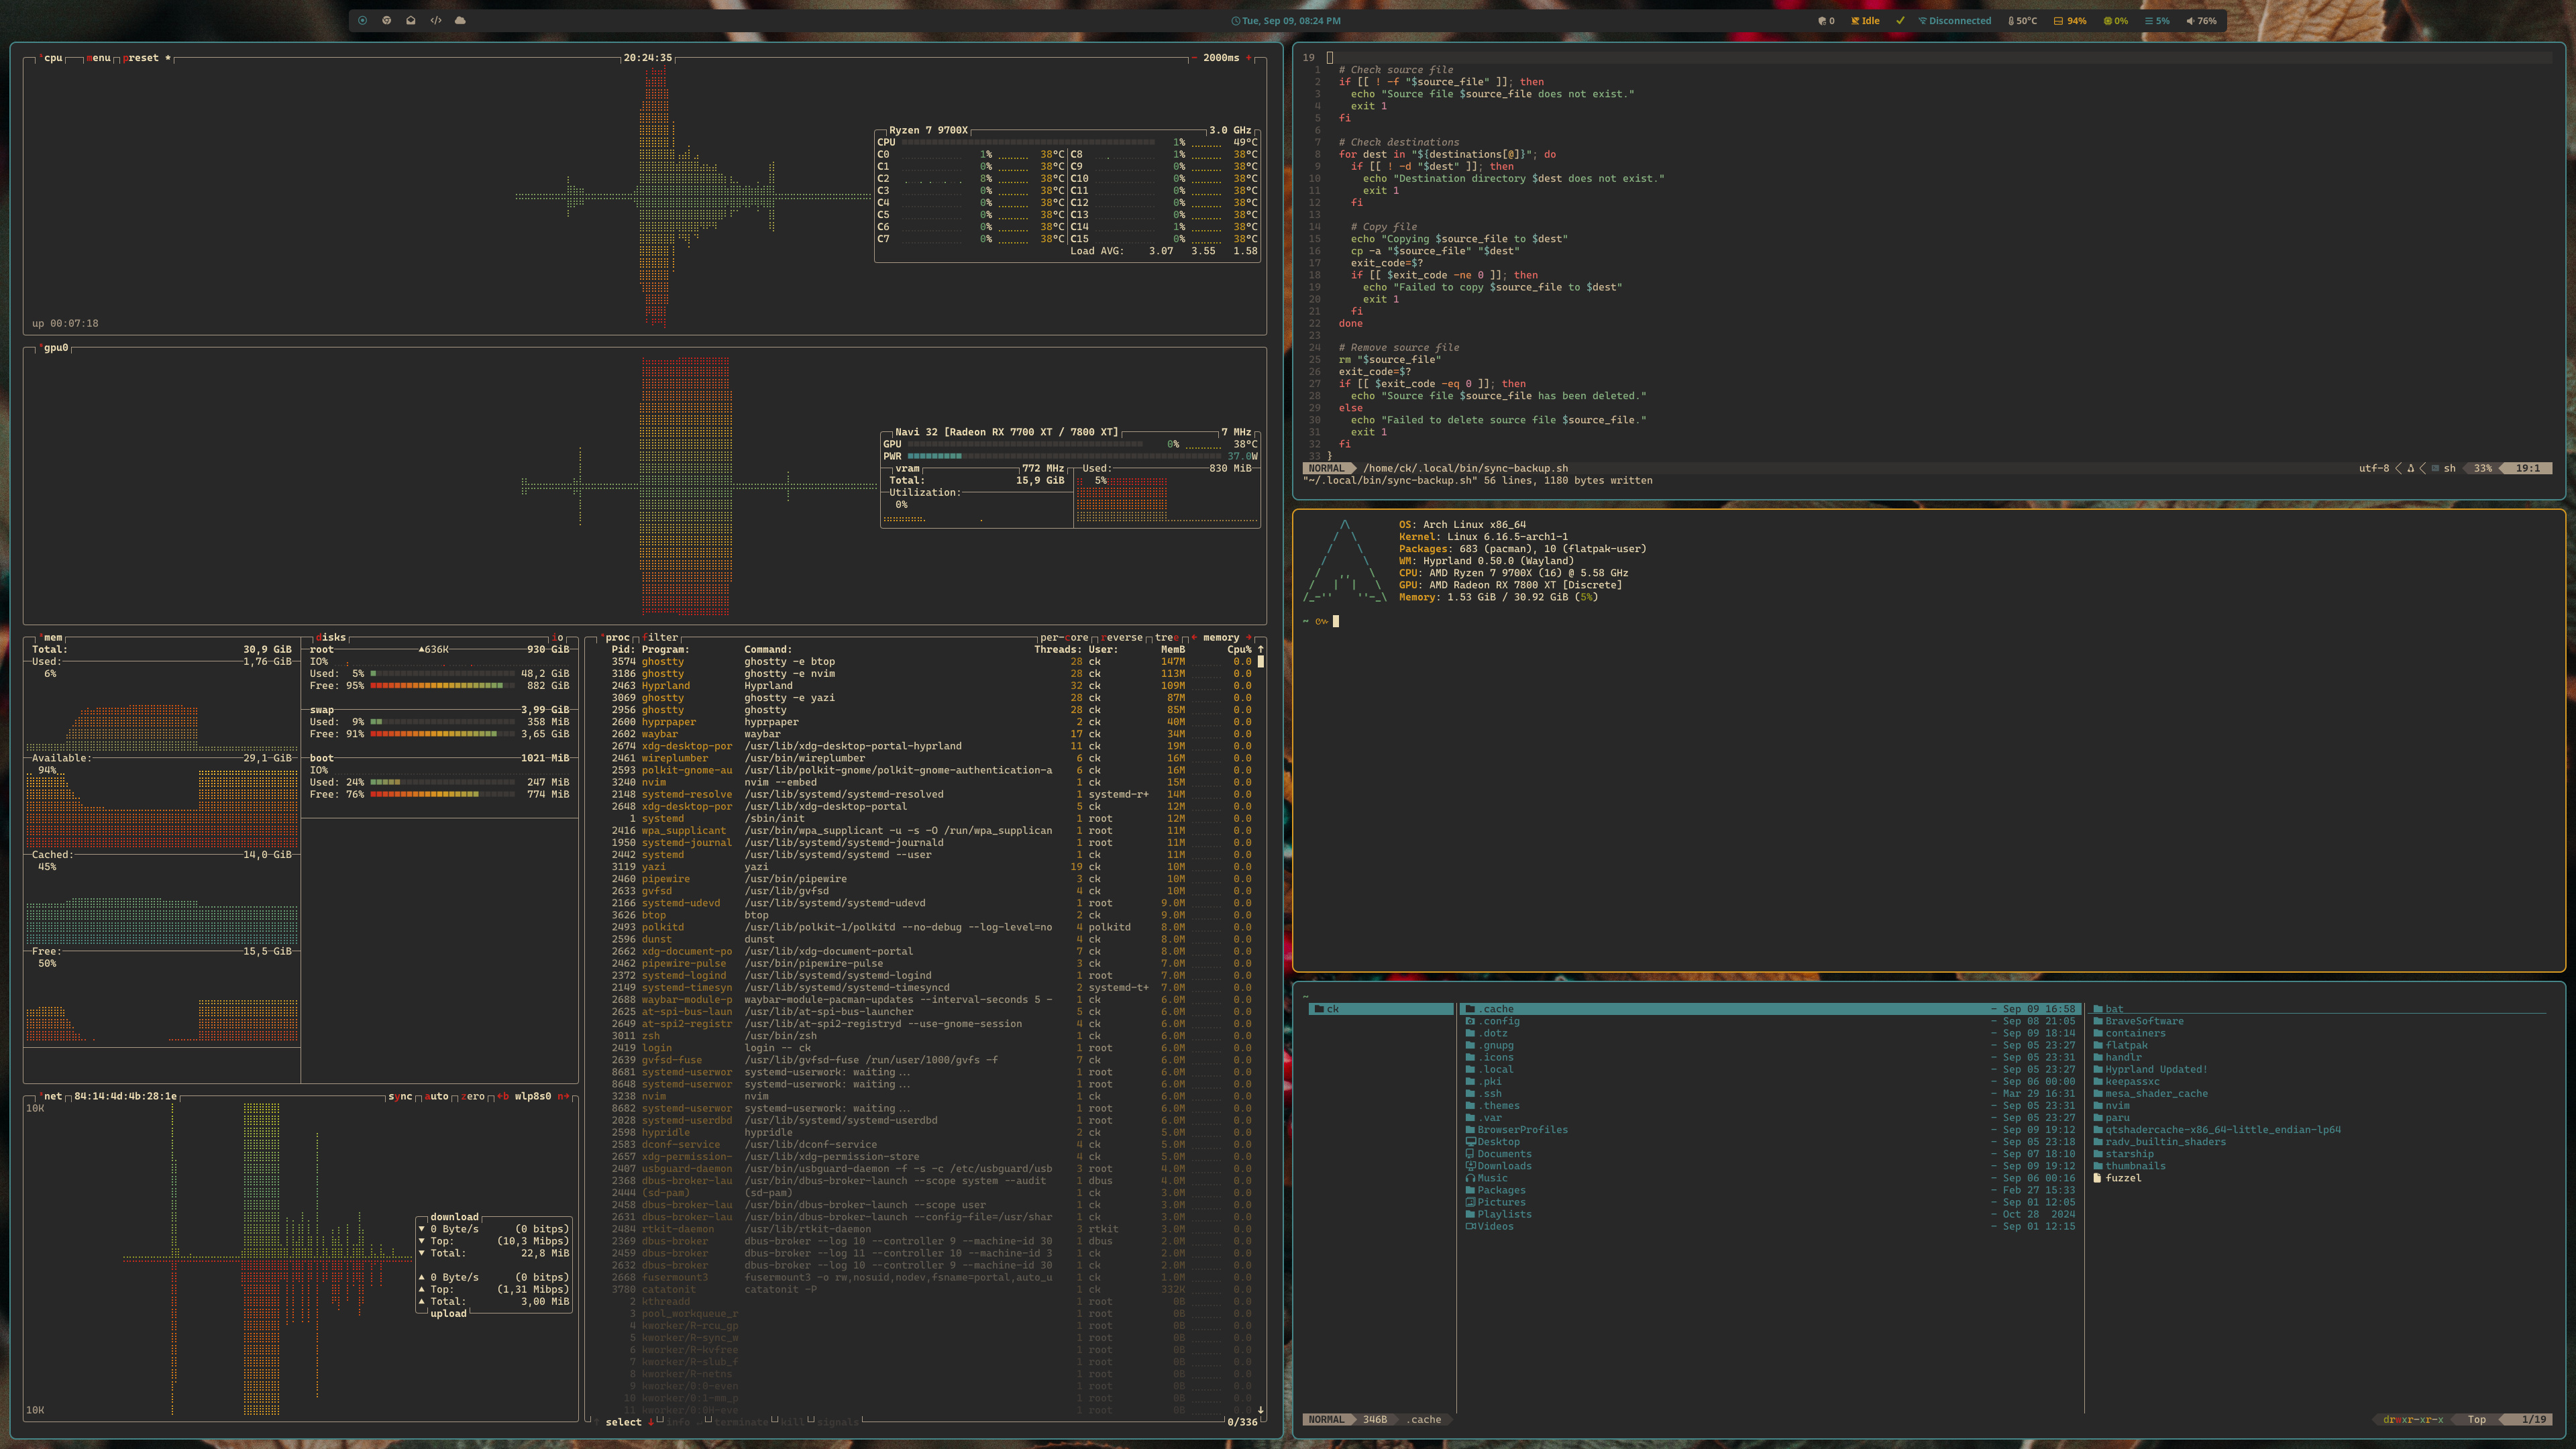 Tue, Sep 09, 08:24 PM
0 Idle Disconnected 50°C 94% 0% 5% 76%
cpu menu preset * 20:24:35 - 2000ms +
Ryzen 7 9700X 3.0 GHz
CPU 1% 49°C
C0 1% 38°C C8 1% 38°C
C1 0% 38°C C9 0% 38°C
C2 8% 38°C C10 0% 38°C
C3 0% 38°C C11 0% 38°C
C4 0% 38°C C12 0% 38°C
C5 0% 38°C C13 0% 38°C
C6 0% 38°C C14 1% 38°C
C7 0% 38°C C15 0% 38°C
Load AVG: 3.07 3.55 1.58
up 00:07:18
gpu0
Navi 32 [Radeon RX 7700 XT / 7800 XT] 7 MHz
GPU 0% 38°C
PWR 37.0W
vram 772 MHz Used: 830 MiB
Total: 15,9 GiB 5%
Utilization:
0%
mem
Total: 30,9 GiB
Used: 1,76 GiB
6%
Available: 29,1 GiB
94%
Cached: 14,0 GiB
45%
Free: 15,5 GiB
50%
disks io
root ▲636K 930 GiB
IO%
Used: 5% 48,2 GiB
Free: 95% 882 GiB
swap 3,99 GiB
Used: 9% 358 MiB
Free: 91% 3,65 GiB
boot 1021 MiB
IO%
Used: 24% 247 MiB
Free: 76% 774 MiB
net 84:14:4d:4b:28:1e sync auto zero ←b wlp8s0 n→
10K
download
▼ 0 Byte/s (0 bitps)
▼ Top: (10,3 Mibps)
▼ Total: 22,8 MiB
▲ 0 Byte/s (0 bitps)
▲ Top: (1,31 Mibps)
▲ Total: 3,00 MiB
upload
10K
proc filter per-core reverse tree ← memory →
Pid: Program: Command: Threads: User: MemB Cpu% ↑
3574 ghostty ghostty -e btop 28 ck 147M 0.0
3186 ghostty ghostty -e nvim 28 ck 113M 0.0
2463 Hyprland Hyprland 32 ck 109M 0.0
3069 ghostty ghostty -e yazi 28 ck 87M 0.0
2956 ghostty ghostty 28 ck 85M 0.0
2600 hyprpaper hyprpaper 2 ck 40M 0.0
2602 waybar waybar 17 ck 34M 0.0
2674 xdg-desktop-por /usr/lib/xdg-desktop-portal-hyprland 11 ck 19M 0.0
2461 wireplumber /usr/bin/wireplumber 6 ck 16M 0.0
2593 polkit-gnome-au /usr/lib/polkit-gnome/polkit-gnome-authentication-a 6 ck 16M 0.0
3240 nvim nvim --embed 1 ck 15M 0.0
2148 systemd-resolve /usr/lib/systemd/systemd-resolved 1 systemd-r+ 14M 0.0
2648 xdg-desktop-por /usr/lib/xdg-desktop-portal 5 ck 12M 0.0
1 systemd /sbin/init 1 root 12M 0.0
2416 wpa_supplicant /usr/bin/wpa_supplicant -u -s -O /run/wpa_supplican 1 root 11M 0.0
1950 systemd-journal /usr/lib/systemd/systemd-journald 1 root 11M 0.0
2442 systemd /usr/lib/systemd/systemd --user 1 ck 11M 0.0
3119 yazi yazi 19 ck 10M 0.0
2460 pipewire /usr/bin/pipewire 3 ck 10M 0.0
2633 gvfsd /usr/lib/gvfsd 4 ck 10M 0.0
2166 systemd-udevd /usr/lib/systemd/systemd-udevd 1 root 9.0M 0.0
3626 btop btop 2 ck 9.0M 0.0
2493 polkitd /usr/lib/polkit-1/polkitd --no-debug --log-level=no 4 polkitd 8.0M 0.0
2596 dunst dunst 4 ck 8.0M 0.0
2662 xdg-document-po /usr/lib/xdg-document-portal 7 ck 8.0M 0.0
2462 pipewire-pulse /usr/bin/pipewire-pulse 3 ck 7.0M 0.0
2372 systemd-logind /usr/lib/systemd/systemd-logind 1 root 7.0M 0.0
2149 systemd-timesyn /usr/lib/systemd/systemd-timesyncd 2 systemd-t+ 7.0M 0.0
2688 waybar-module-p waybar-module-pacman-updates --interval-seconds 5 - 1 ck 6.0M 0.0
2625 at-spi-bus-laun /usr/lib/at-spi-bus-launcher 5 ck 6.0M 0.0
2649 at-spi2-registr /usr/lib/at-spi2-registryd --use-gnome-session 4 ck 6.0M 0.0
3011 zsh /usr/bin/zsh 1 ck 6.0M 0.0
2419 login login -- ck 1 root 6.0M 0.0
2639 gvfsd-fuse /usr/lib/gvfsd-fuse /run/user/1000/gvfs -f 7 ck 6.0M 0.0
8681 systemd-userwor systemd-userwork: waiting... 1 root 6.0M 0.0
8648 systemd-userwor systemd-userwork: waiting... 1 root 6.0M 0.0
3238 nvim nvim 1 ck 6.0M 0.0
8682 systemd-userwor systemd-userwork: waiting... 1 root 6.0M 0.0
2028 systemd-userdbd /usr/lib/systemd/systemd-userdbd 1 root 6.0M 0.0
2598 hypridle hypridle 2 ck 5.0M 0.0
2583 dconf-service /usr/lib/dconf-service 4 ck 5.0M 0.0
2657 xdg-permission- /usr/lib/xdg-permission-store 4 ck 5.0M 0.0
2407 usbguard-daemon /usr/bin/usbguard-daemon -f -s -c /etc/usbguard/usb 3 root 4.0M 0.0
2368 dbus-broker-lau /usr/bin/dbus-broker-launch --scope system --audit 1 dbus 4.0M 0.0
2444 (sd-pam) (sd-pam) 1 ck 3.0M 0.0
2458 dbus-broker-lau /usr/bin/dbus-broker-launch --scope user 1 ck 3.0M 0.0
2631 dbus-broker-lau /usr/bin/dbus-broker-launch --config-file=/usr/shar 1 ck 3.0M 0.0
2484 rtkit-daemon /usr/lib/rtkit-daemon 3 rtkit 3.0M 0.0
2369 dbus-broker dbus-broker --log 10 --controller 9 --machine-id 30 1 dbus 2.0M 0.0
2459 dbus-broker dbus-broker --log 11 --controller 10 --machine-id 3 1 ck 2.0M 0.0
2632 dbus-broker dbus-broker --log 10 --controller 9 --machine-id 30 1 ck 2.0M 0.0
2668 fusermount3 fusermount3 -o rw,nosuid,nodev,fsname=portal,auto_u 1 ck 1.0M 0.0
3780 catatonit catatonit -P 1 ck 332K 0.0
2 kthreadd 1 root 0B 0.0
3 pool_workqueue_r 1 root 0B 0.0
4 kworker/R-rcu_gp 1 root 0B 0.0
5 kworker/R-sync_w 1 root 0B 0.0
6 kworker/R-kvfree 1 root 0B 0.0
7 kworker/R-slub_f 1 root 0B 0.0
8 kworker/R-netns 1 root 0B 0.0
9 kworker/0:0-even 1 root 0B 0.0
10 kworker/0:1-mm_p 1 root 0B 0.0
11 kworker/0:0H-eve 1 root 0B 0.0
↑ select ↓ info terminate kill signals 0/336
19
1 # Check source file
2 if [[ ! -f "$source_file" ]]; then
3 echo "Source file $source_file does not exist."
4 exit 1
5 fi
6
7 # Check destinations
8 for dest in "${destinations[@]}"; do
9 if [[ ! -d "$dest" ]]; then
10 echo "Destination directory $dest does not exist."
11 exit 1
12 fi
13
14 # Copy file
15 echo "Copying $source_file to $dest"
16 cp -a "$source_file" "$dest"
17 exit_code=$?
18 if [[ $exit_code -ne 0 ]]; then
19 echo "Failed to copy $source_file to $dest"
20 exit 1
21 fi
22 done
23
24 # Remove source file
25 rm "$source_file"
26 exit_code=$?
27 if [[ $exit_code -eq 0 ]]; then
28 echo "Source file $source_file has been deleted."
29 else
30 echo "Failed to delete source file $source_file."
31 exit 1
32 fi
33 }
NORMAL /home/ck/.local/bin/sync-backup.sh utf-8 sh 33% 19:1
"~/.local/bin/sync-backup.sh" 56 lines, 1180 bytes written
OS: Arch Linux x86_64
Kernel: Linux 6.16.5-arch1-1
Packages: 683 (pacman), 10 (flatpak-user)
WM: Hyprland 0.50.0 (Wayland)
CPU: AMD Ryzen 7 9700X (16) @ 5.58 GHz
GPU: AMD Radeon RX 7800 XT [Discrete]
Memory: 1.53 GiB / 30.92 GiB (5%)
~
~
ck
.cache - Sep 09 16:58
.config - Sep 08 21:05
.dotz - Sep 09 18:14
.gnupg - Sep 05 23:27
.icons - Sep 05 23:31
.local - Sep 05 23:27
.pki - Sep 06 00:00
.ssh - Mar 29 16:31
.themes - Sep 05 23:31
.var - Sep 05 23:27
BrowserProfiles - Sep 09 19:12
Desktop - Sep 05 23:18
Documents - Sep 07 18:10
Downloads - Sep 09 19:12
Music - Sep 06 00:16
Packages - Feb 27 15:33
Pictures - Sep 01 12:05
Playlists - Oct 28 2024
Videos - Sep 01 12:15
bat
BraveSoftware
containers
flatpak
handlr
Hyprland Updated!
keepassxc
mesa_shader_cache
nvim
paru
qtshadercache-x86_64-little_endian-lp64
radv_builtin_shaders
starship
thumbnails
fuzzel
NORMAL 346B .cache drwxr-xr-x Top 1/19